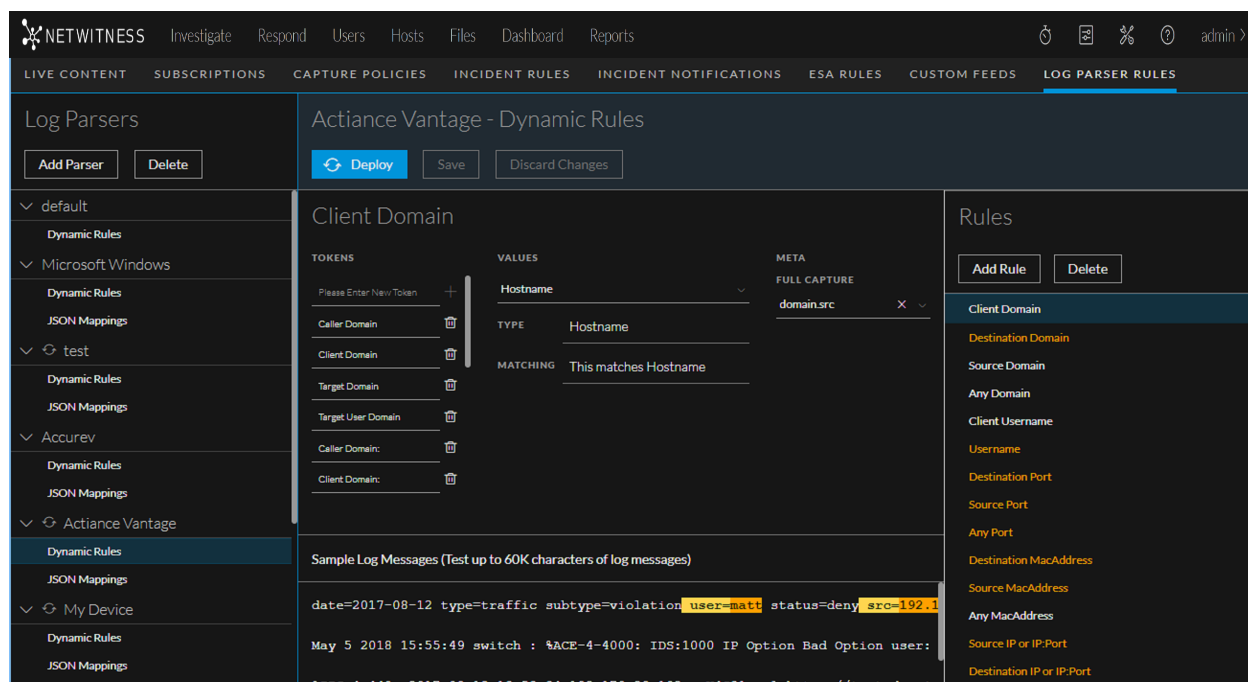 NETWITNESS Investigate Respond Users Hosts Files Dashboard Reports admin
LIVE CONTENT SUBSCRIPTIONS CAPTURE POLICIES INCIDENT RULES INCIDENT NOTIFICATIONS ESA RULES CUSTOM FEEDS LOG PARSER RULES
Log Parsers
Add Parser Delete
default
Dynamic Rules
Microsoft Windows
Dynamic Rules
JSON Mappings
test
Dynamic Rules
JSON Mappings
Accurev
Dynamic Rules
JSON Mappings
Actiance Vantage
Dynamic Rules
JSON Mappings
My Device
Dynamic Rules
JSON Mappings
Actiance Vantage - Dynamic Rules
Deploy Save Discard Changes
Client Domain
TOKENS
Please Enter New Token
Caller Domain
Client Domain
Target Domain
Target User Domain
Caller Domain:
Client Domain:
VALUES
Hostname
TYPE Hostname
MATCHING This matches Hostname
META
FULL CAPTURE
domain.src
Sample Log Messages (Test up to 60K characters of log messages)
date=2017-08-12 type=traffic subtype=violation user=matt status=deny src=192.1
May 5 2018 15:55:49 switch : %ACE-4-4000: IDS:1000 IP Option Bad Option user:
Rules
Add Rule Delete
Client Domain
Destination Domain
Source Domain
Any Domain
Client Username
Username
Destination Port
Source Port
Any Port
Destination MacAddress
Source MacAddress
Any MacAddress
Source IP or IP:Port
Destination IP or IP:Port